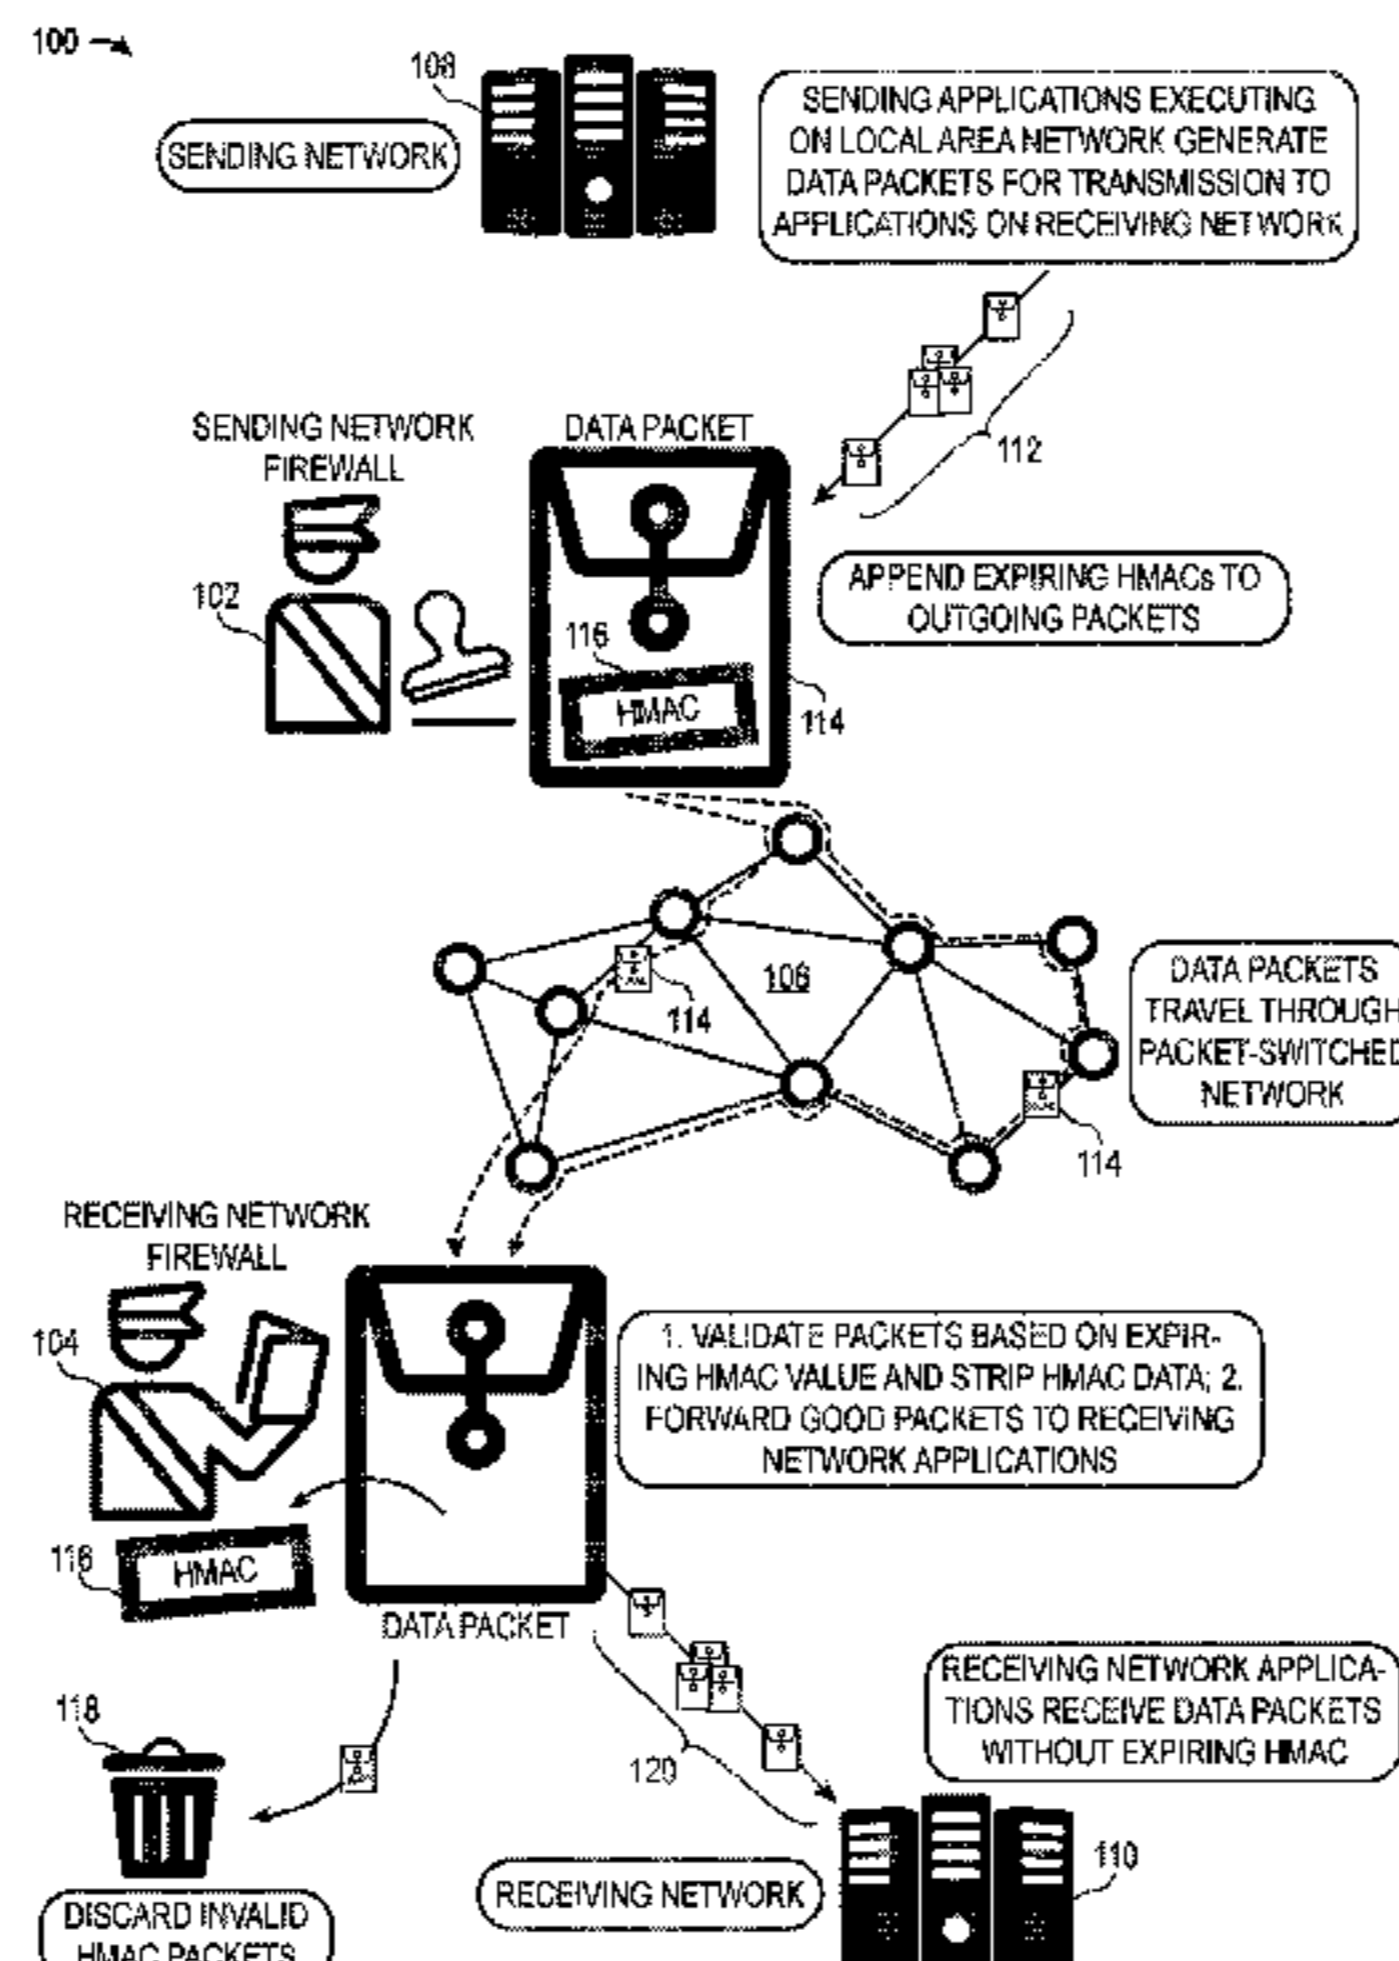 100
108
SENDING NETWORK
SENDING APPLICATIONS EXECUTING
ON LOCAL AREA NETWORK GENERATE
DATA PACKETS FOR TRANSMISSION TO
APPLICATIONS ON RECEIVING NETWORK
112
SENDING NETWORK
FIREWALL
DATA PACKET
102
116
HMAC
114
APPEND EXPIRING HMACs TO
OUTGOING PACKETS
106
114
114
DATA PACKETS
TRAVEL THROUGH
PACKET-SWITCHED
NETWORK
RECEIVING NETWORK
FIREWALL
104
116
HMAC
DATA PACKET
1. VALIDATE PACKETS BASED ON EXPIR-
ING HMAC VALUE AND STRIP HMAC DATA; 2.
FORWARD GOOD PACKETS TO RECEIVING
NETWORK APPLICATIONS
118
120
RECEIVING NETWORK APPLICA-
TIONS RECEIVE DATA PACKETS
WITHOUT EXPIRING HMAC
110
RECEIVING NETWORK
DISCARD INVALID
HMAC PACKETS